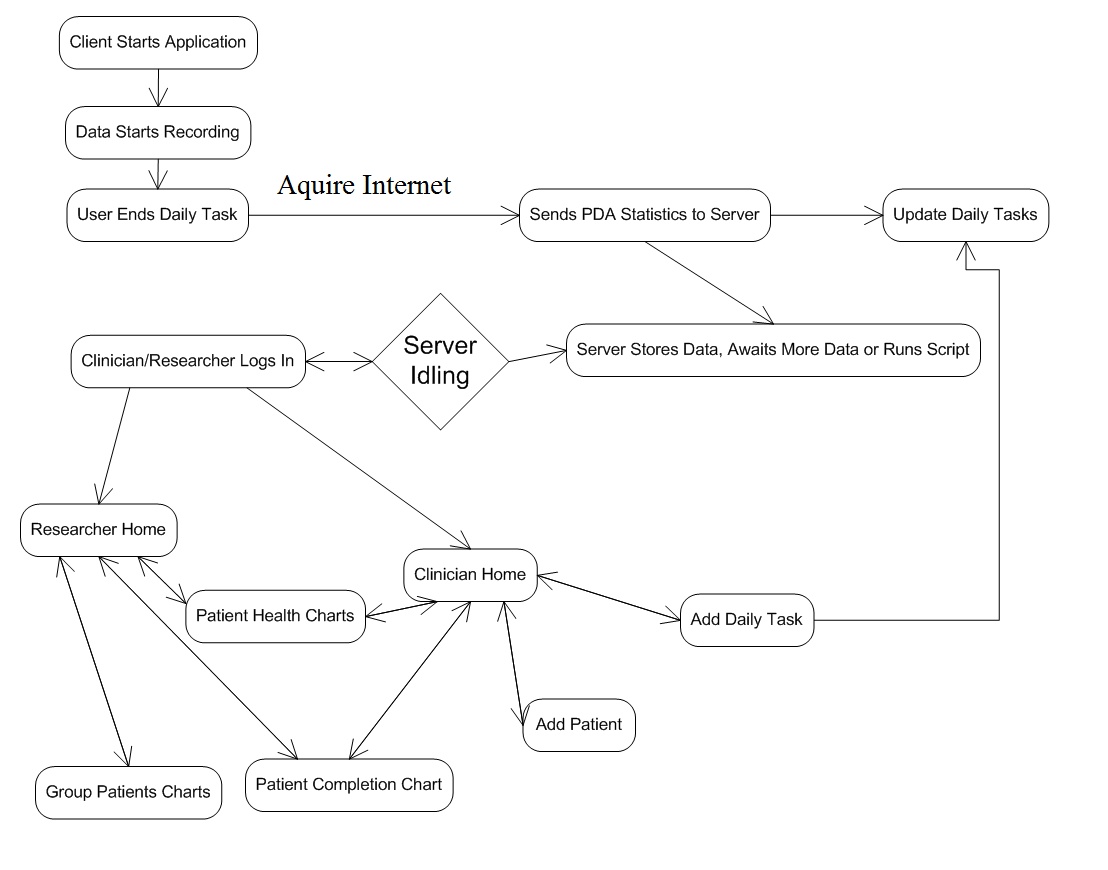 Client Starts Application
Data Starts Recording
Aquire Internet
User Ends Daily Task
Sends PDA Statistics to Server
Update Daily Tasks
Server
Idling
Clinician/Researcher Logs In
Server Stores Data, Awaits More Data or Runs Script
Researcher Home
Clinician Home
Patient Health Charts
Add Daily Task
Add Patient
Group Patients Charts
Patient Completion Chart